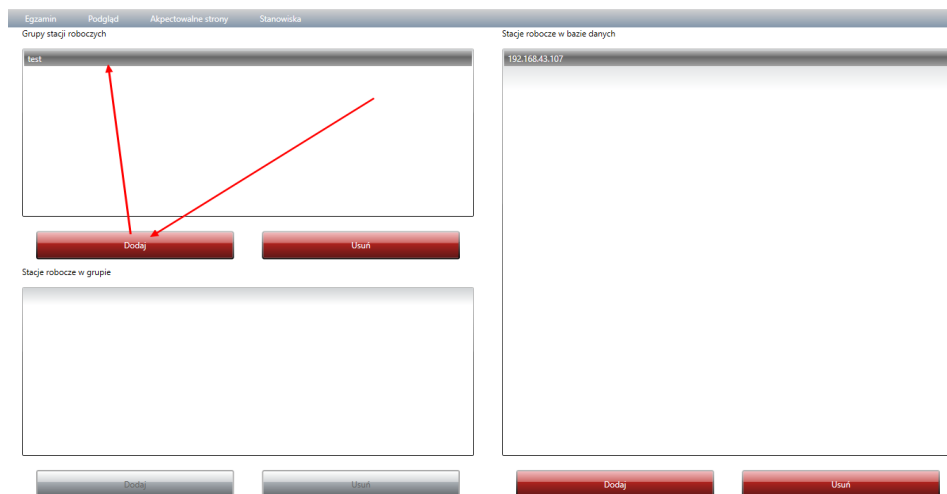 Egzamin Podgląd Akpectowalne strony Stanowiska
Grupy stacji roboczych
test
Dodaj Usuń
Stacje robocze w grupie
Dodaj Usuń
Stacje robocze w bazie danych
192.168.43.107
Dodaj Usuń